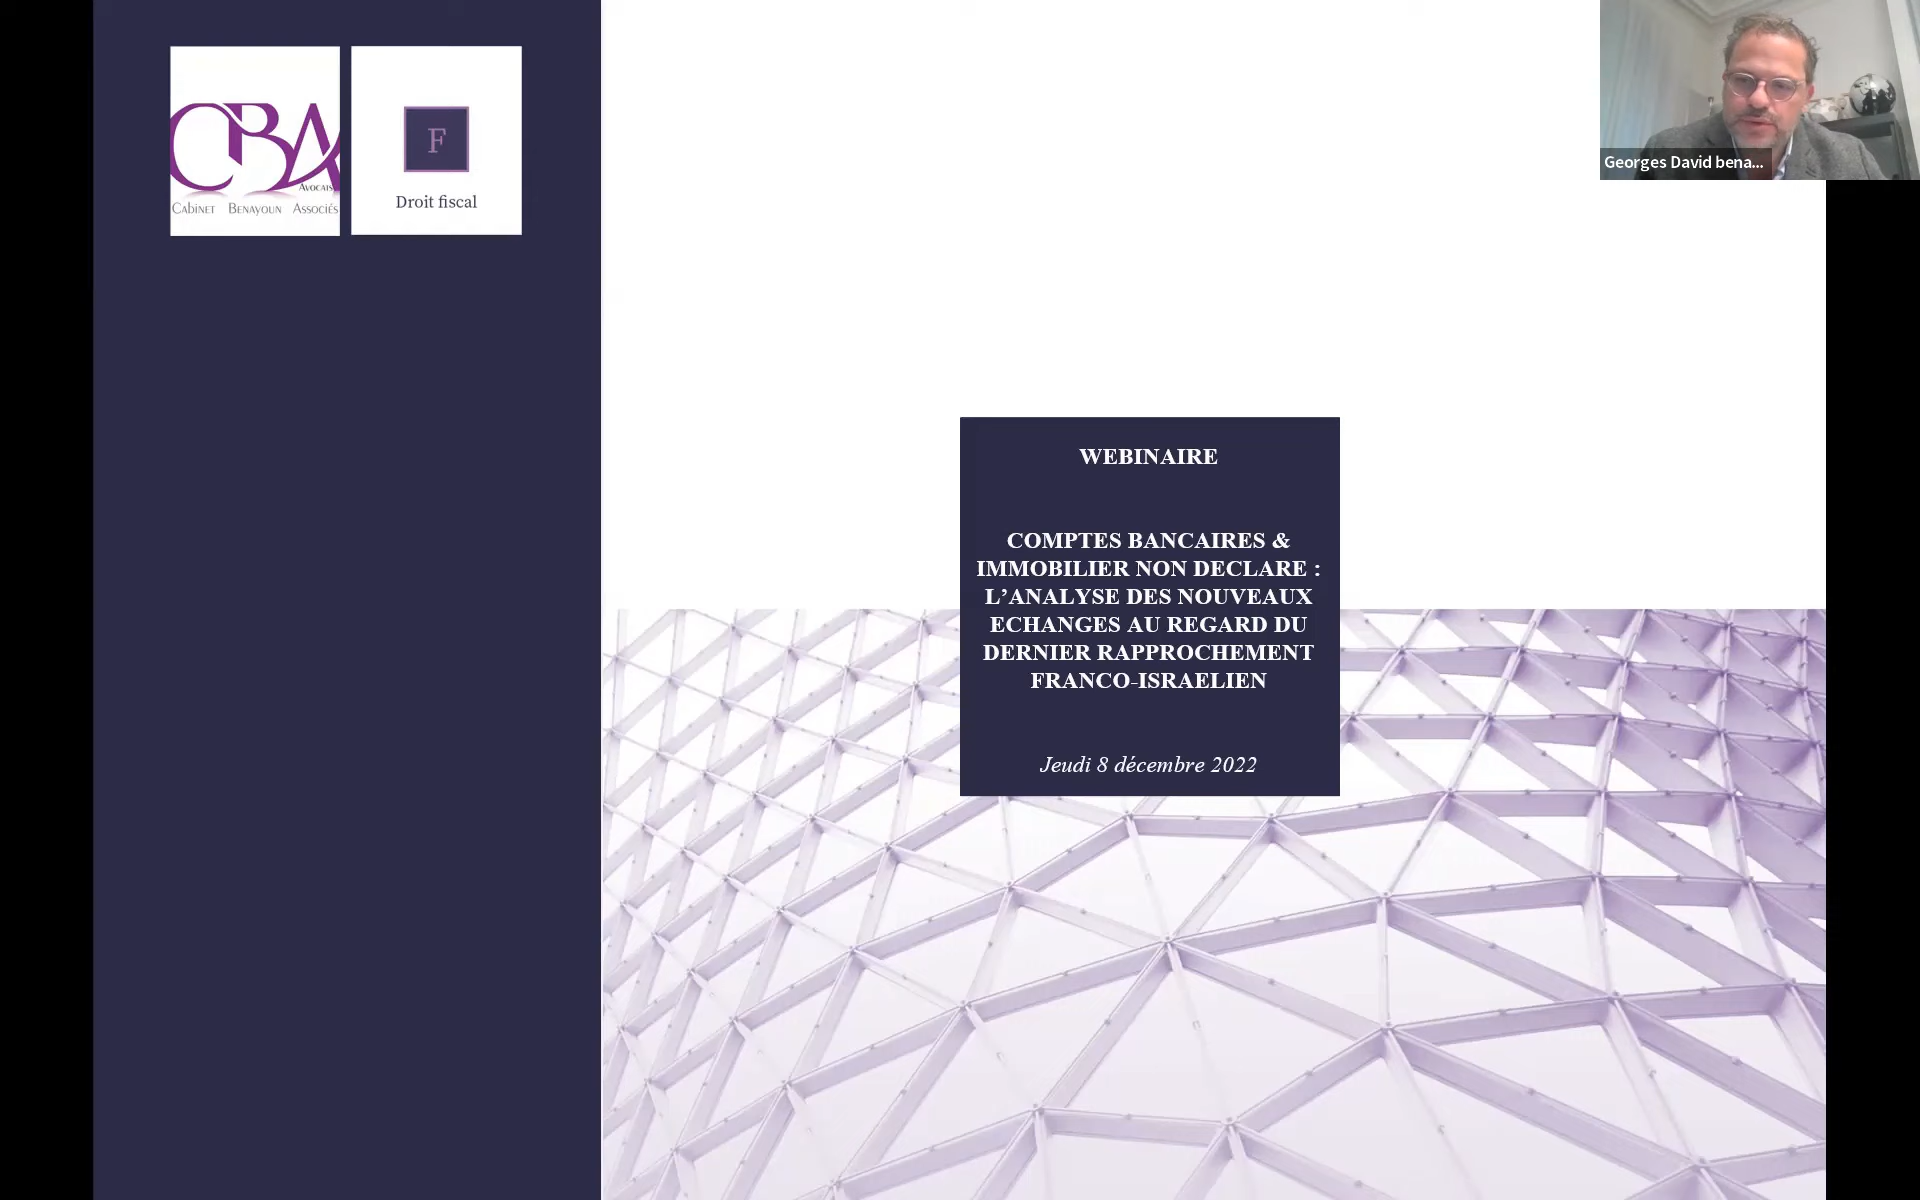 CBA
AVOCATS
CABINET BENAYOUN ASSOCIÉS
F
Droit fiscal
Georges David bena...
WEBINAIRE
COMPTES BANCAIRES &
IMMOBILIER NON DECLARE :
L’ANALYSE DES NOUVEAUX
ECHANGES AU REGARD DU
DERNIER RAPPROCHEMENT
FRANCO-ISRAELIEN
Jeudi 8 décembre 2022